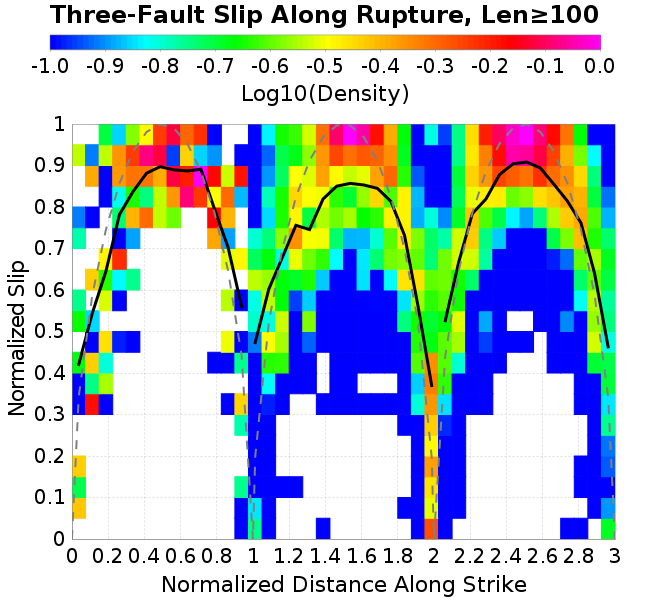 Three-Fault Slip Along Rupture, Len≥100
-1.0 -0.9 -0.8 -0.7 -0.6 -0.5 -0.4 -0.3 -0.2 -0.1 0.0
Log10(Density)
1
0.9
0.8
0.7
0.6
0.5
0.4
0.3
0.2
0.1
0
Normalized Slip
0 0.2 0.4 0.6 0.8 1 1.2 1.4 1.6 1.8 2 2.2 2.4 2.6 2.8 3
Normalized Distance Along Strike